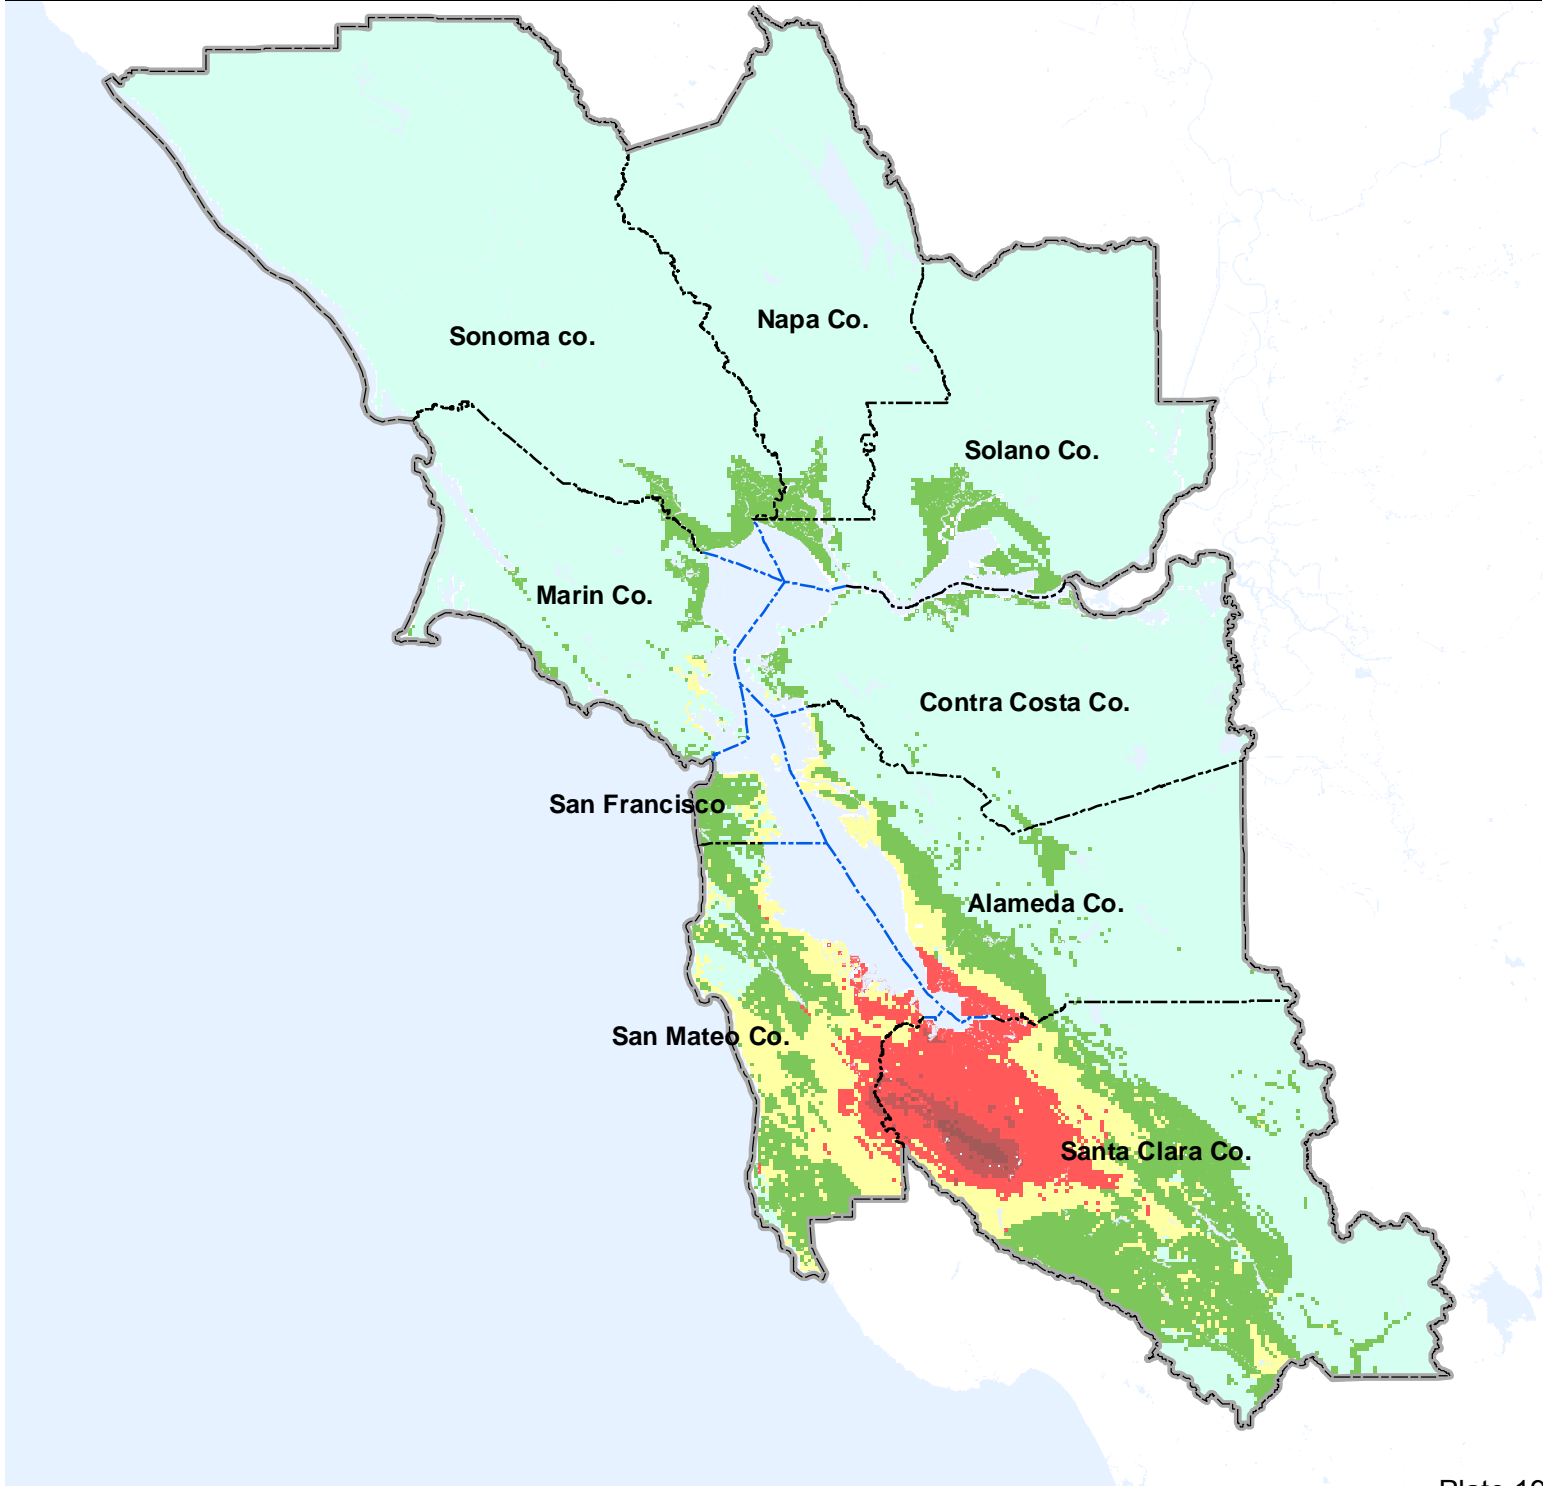 Napa Co.
Sonoma co.
Solano Co.
Marin Co.
Contra Costa Co.
San Francisco
Alameda Co.
San Mateo Co.
Santa Clara Co.